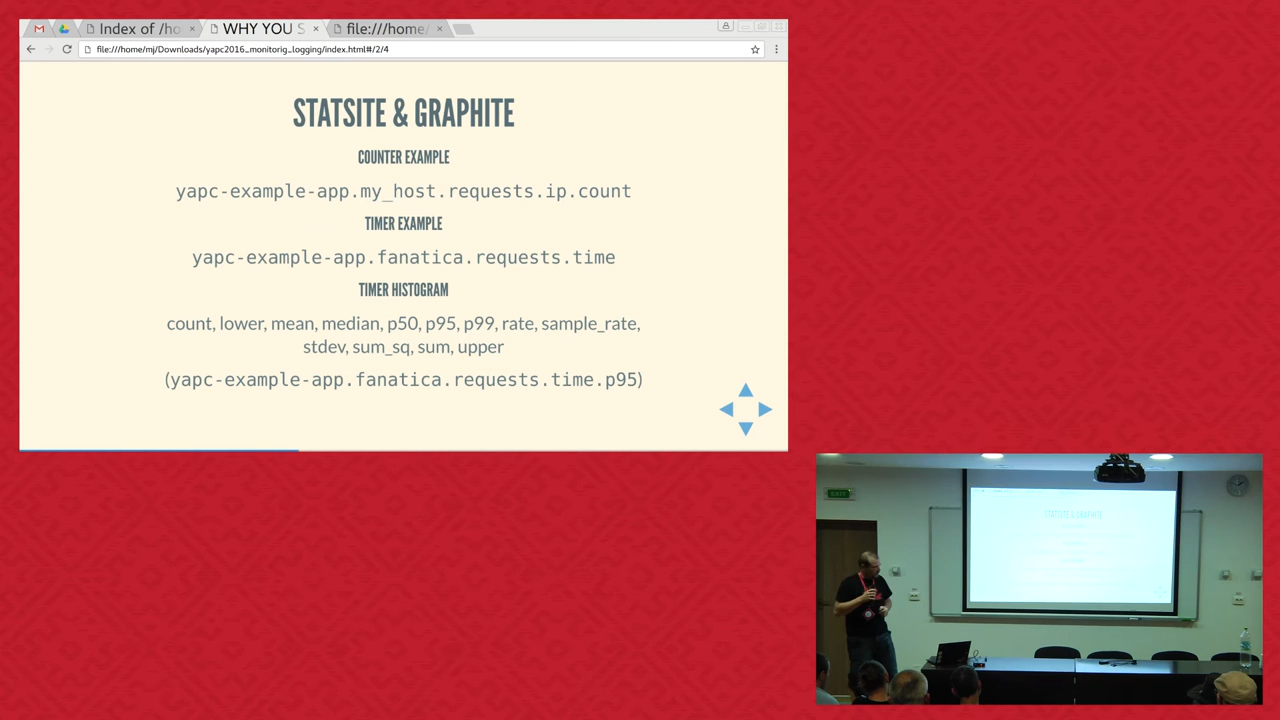 Index of /ho
WHY YOU S
file:///home/
file:///home/mj/Downloads/yapc2016_monitorig_logging/index.html#/2/4
STATSITE & GRAPHITE
COUNTER EXAMPLE
yapc-example-app.my_host.requests.ip.count
TIMER EXAMPLE
yapc-example-app.fanatica.requests.time
TIMER HISTOGRAM
count, lower, mean, median, p50, p95, p99, rate, sample_rate,
stdev, sum_sq, sum, upper
(yapc-example-app.fanatica.requests.time.p95)
EXIT
STATSITE & GRAPHITE